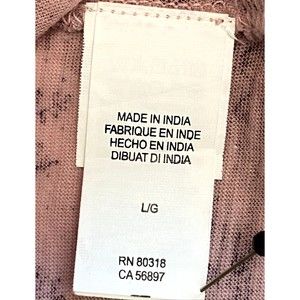 MADE IN INDIA
FABRIQUE EN INDE
HECHO EN INDIA
DIBUAT DI INDIA
L/G
RN 80318
CA 56897